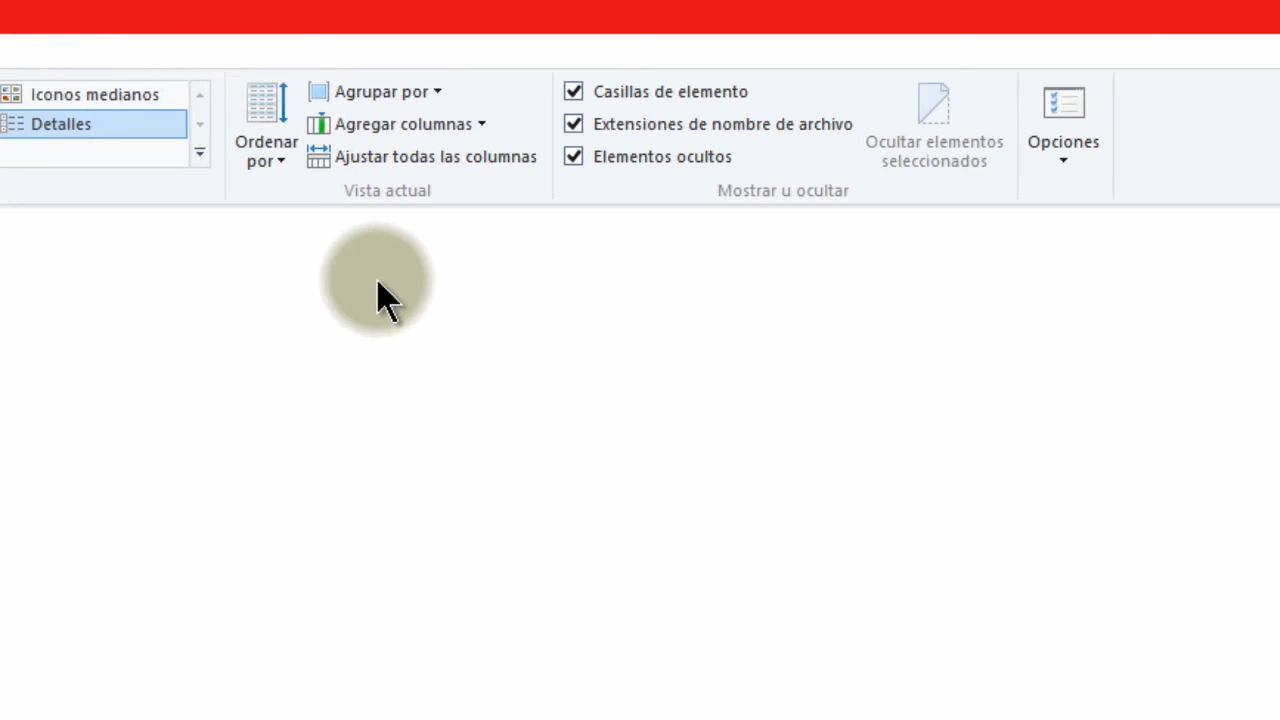 Iconos medianos
Detalles
Ordenar
por
Agrupar por
Agregar columnas
Ajustar todas las columnas
Vista actual
Casillas de elemento
Extensiones de nombre de archivo
Elementos ocultos
Ocultar elementos
seleccionados
Mostrar u ocultar
Opciones